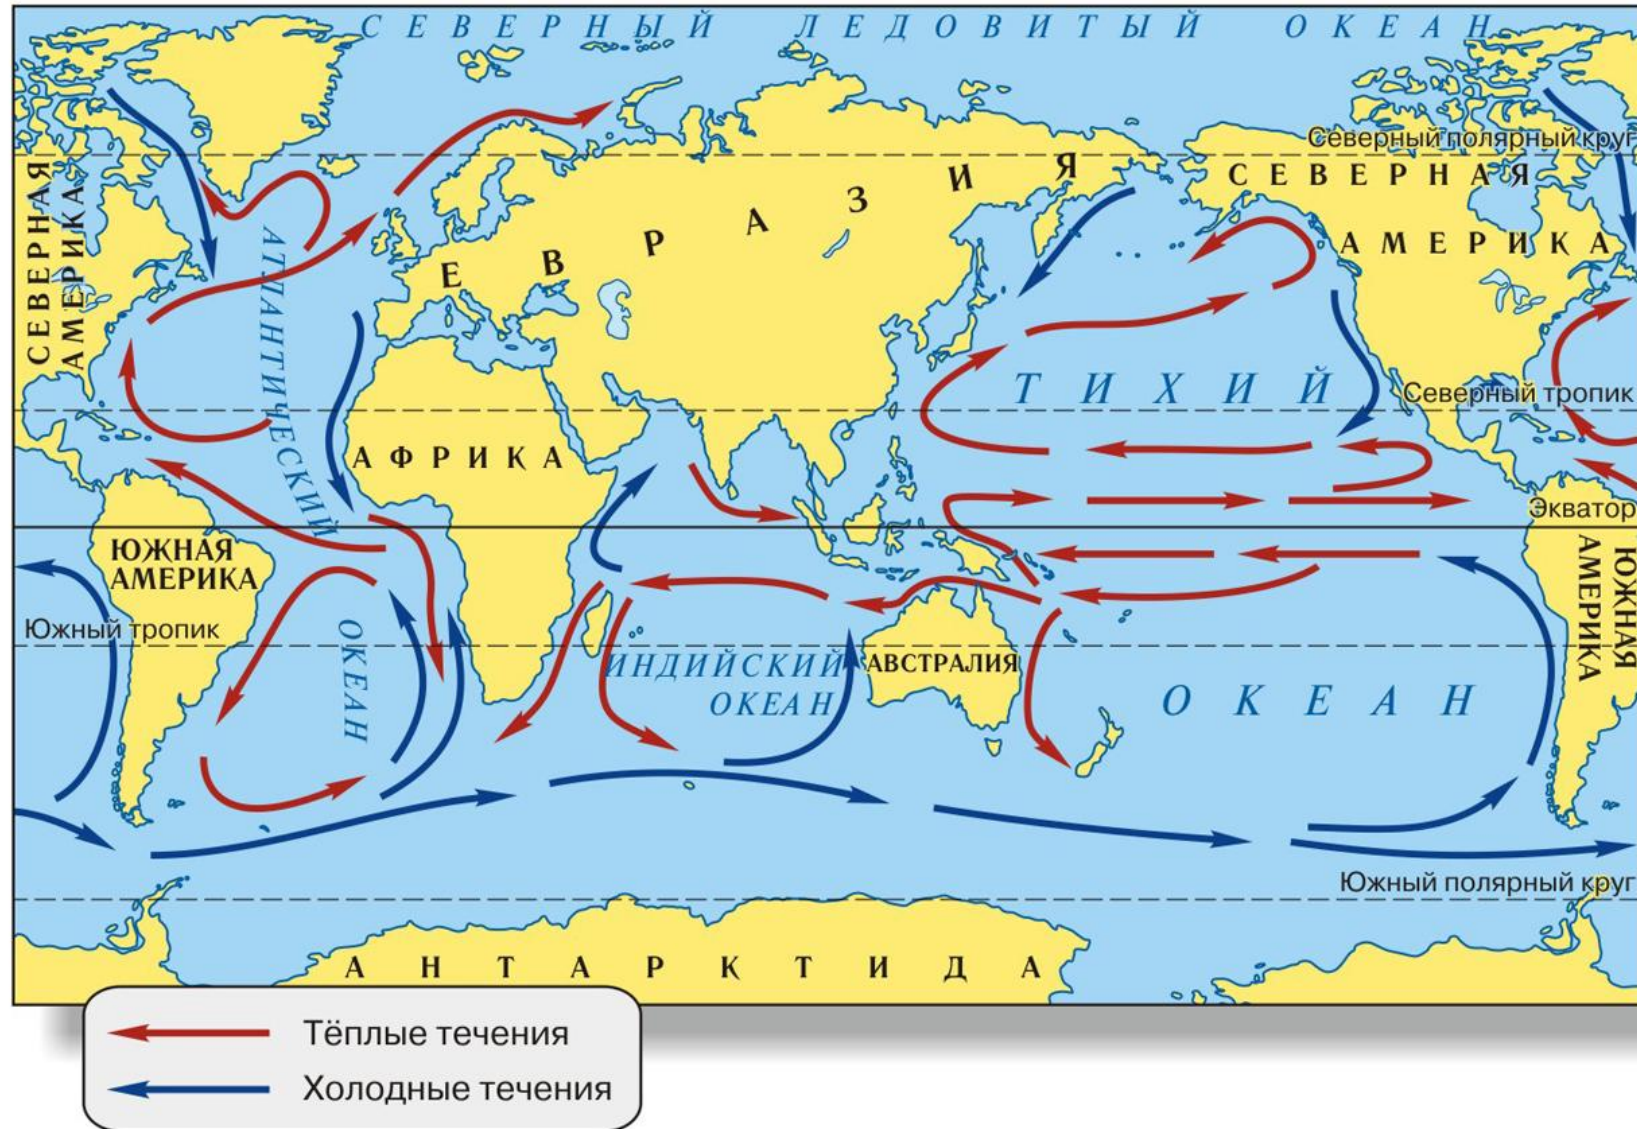 СЕВЕРНЫЙ ЛЕДОВИТЫЙ ОКЕАН
Северный полярный круг
СЕВЕРНАЯ
АМЕРИКА
СЕВЕРНАЯ
АМЕРИКА
ЕВРАЗИЯ
АТЛАНТИЧЕСКИЙ
ОКЕАН
ТИХИЙ
ОКЕАН
Северный тропик
АФРИКА
Экватор
ЮЖНАЯ
АМЕРИКА
ЮЖНАЯ
АМЕРИКА
Южный тропик
ИНДИЙСКИЙ
ОКЕАН
АВСТРАЛИЯ
Южный полярный круг
АНТАРКТИДА
Тёплые течения
Холодные течения